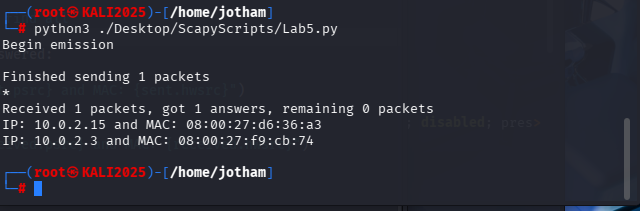 ┌──(root㉿KALI2025)-[/home/jotham]
└─# python3 ./Desktop/ScapyScripts/Lab5.py
Begin emission
Finished sending 1 packets
*
Received 1 packets, got 1 answers, remaining 0 packets
IP: 10.0.2.15 and MAC: 08:00:27:d6:36:a3
IP: 10.0.2.3 and MAC: 08:00:27:f9:cb:74
┌──(root㉿KALI2025)-[/home/jotham]
└─#